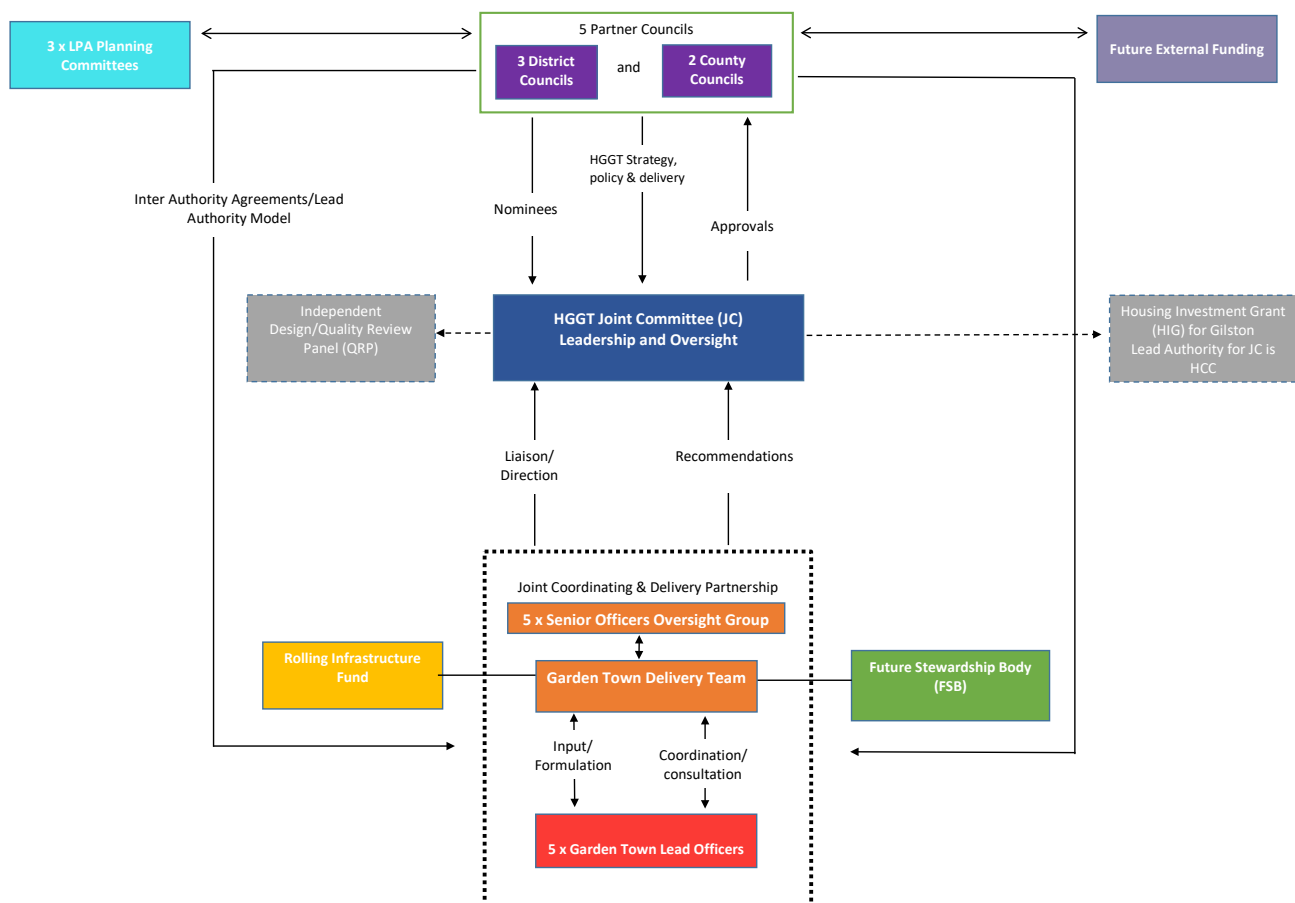 5 Partner Councils
3 x LPA Planning
Committees
3 District
Councils
and
2 County
Councils
Future External Funding
Inter Authority Agreements/Lead
Authority Model
Nominees
HGGT Strategy,
policy & delivery
Approvals
Independent
Design/Quality Review
Panel (QRP)
HGGT Joint Committee (JC)
Leadership and Oversight
Housing Investment Grant
(HIG) for Gilston
Lead Authority for JC is
HCC
Liaison/
Direction
Recommendations
Joint Coordinating & Delivery Partnership
5 x Senior Officers Oversight Group
Rolling Infrastructure
Fund
Garden Town Delivery Team
Future Stewardship Body
(FSB)
Input/
Formulation
Coordination/
consultation
5 x Garden Town Lead Officers